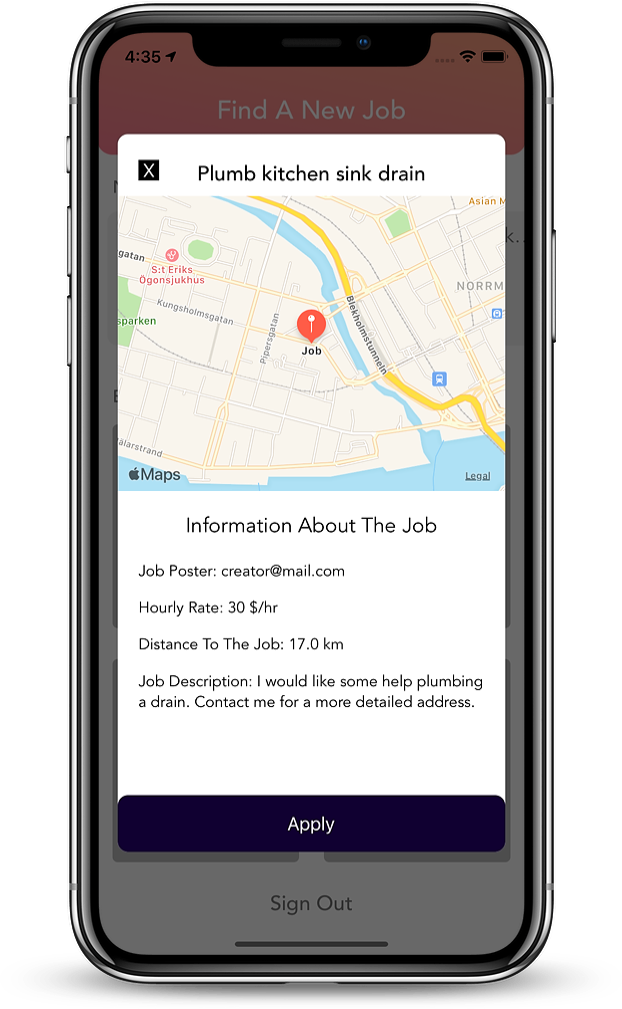 4:35
Find A New Job
X
Plumb kitchen sink drain
Asian M
gatan
S:t Eriks
Ögonsjukhus
k..
NORRM
Kungsholmsgatan
sparken
Pipersgatan
Blekholmstunneln
Job
älarstrand
Maps
Legal
Information About The Job
Job Poster: creator@mail.com
Hourly Rate: 30 $/hr
Distance To The Job: 17.0 km
Job Description: I would like some help plumbing
a drain. Contact me for a more detailed address.
Apply
Sign Out